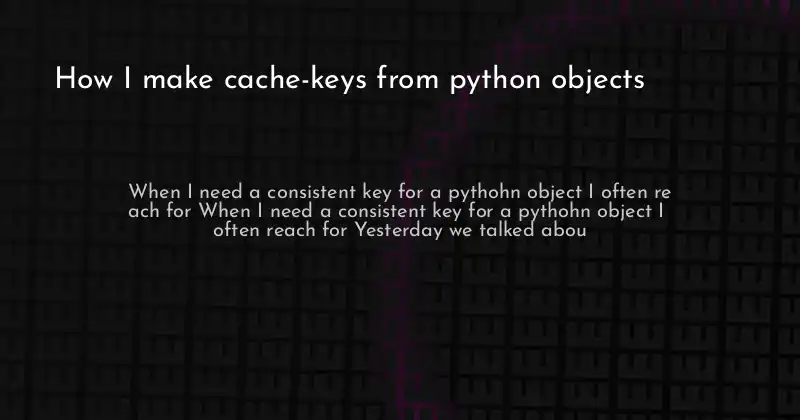 How I make cache-keys from python objects
When I need a consistent key for a pythohn object I often re
ach for When I need a consistent key for a pythohn object I
often reach for Yesterday we talked abou